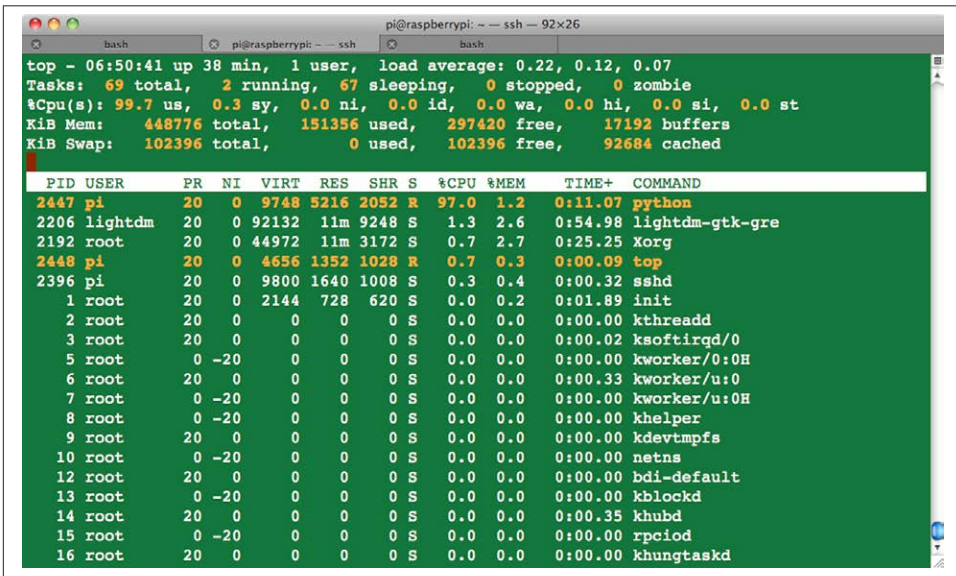 pi@raspberrypi: ~ — ssh — 92×26
bash pi@raspberrypi: ~ — ssh bash
top - 06:50:41 up 38 min,  1 user,  load average: 0.22, 0.12, 0.07
Tasks:  69 total,   2 running,  67 sleeping,   0 stopped,   0 zombie
%Cpu(s): 99.7 us,  0.3 sy,  0.0 ni,  0.0 id,  0.0 wa,  0.0 hi,  0.0 si,  0.0 st
KiB Mem:    448776 total,   151356 used,   297420 free,    17192 buffers
KiB Swap:   102396 total,        0 used,   102396 free,    92684 cached
PID USER      PR  NI  VIRT  RES  SHR S  %CPU %MEM    TIME+  COMMAND
2447 pi        20   0  9748 5216 2052 R  97.0  1.2   0:11.07 python
2206 lightdm   20   0 92132  11m 9248 S   1.3  2.6   0:54.98 lightdm-gtk-gre
2192 root      20   0 44972  11m 3172 S   0.7  2.7   0:25.25 Xorg
2448 pi        20   0  4656 1352 1028 R   0.7  0.3   0:00.09 top
2396 pi        20   0  9800 1640 1008 S   0.3  0.4   0:00.32 sshd
1 root      20   0  2144  728  620 S   0.0  0.2   0:01.89 init
2 root      20   0     0    0    0 S   0.0  0.0   0:00.00 kthreadd
3 root      20   0     0    0    0 S   0.0  0.0   0:00.02 ksoftirqd/0
5 root       0 -20     0    0    0 S   0.0  0.0   0:00.00 kworker/0:0H
6 root      20   0     0    0    0 S   0.0  0.0   0:00.33 kworker/u:0
7 root       0 -20     0    0    0 S   0.0  0.0   0:00.00 kworker/u:0H
8 root       0 -20     0    0    0 S   0.0  0.0   0:00.00 khelper
9 root      20   0     0    0    0 S   0.0  0.0   0:00.00 kdevtmpfs
10 root       0 -20     0    0    0 S   0.0  0.0   0:00.00 netns
12 root      20   0     0    0    0 S   0.0  0.0   0:00.00 bdi-default
13 root       0 -20     0    0    0 S   0.0  0.0   0:00.00 kblockd
14 root      20   0     0    0    0 S   0.0  0.0   0:00.35 khubd
15 root       0 -20     0    0    0 S   0.0  0.0   0:00.00 rpciod
16 root      20   0     0    0    0 S   0.0  0.0   0:00.00 khungtaskd